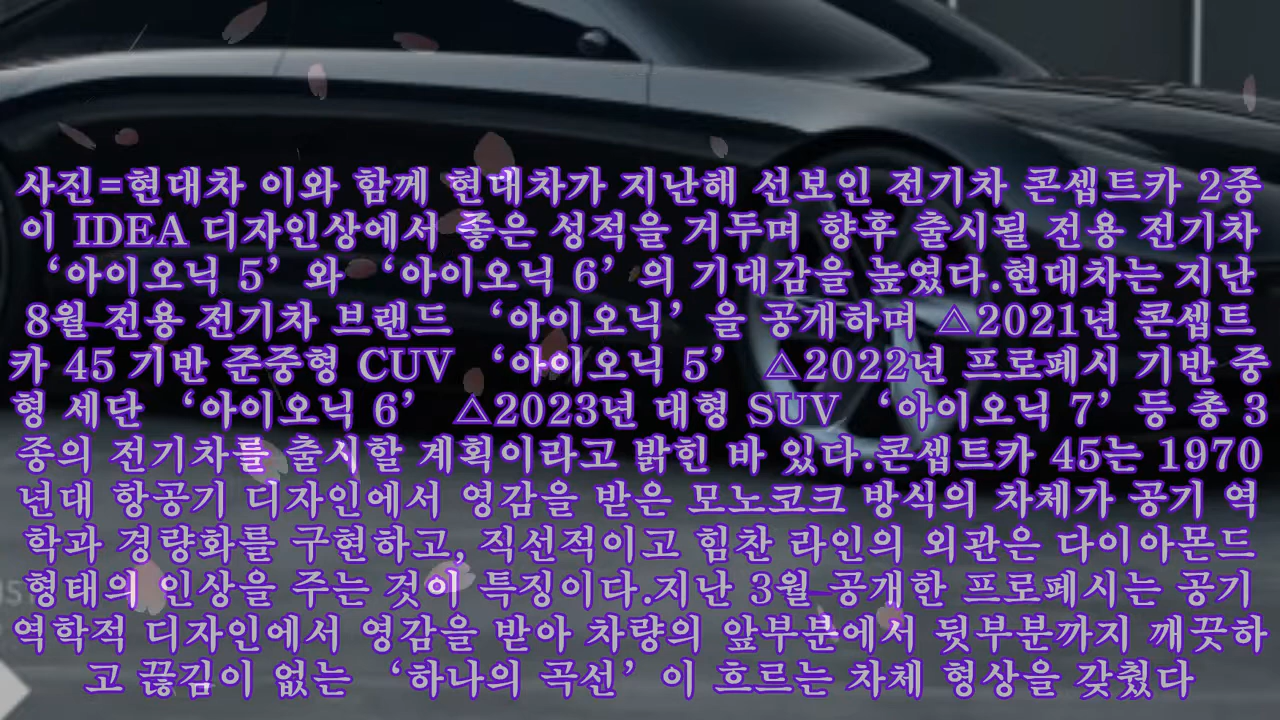 사진=현대차 이와 함께 현대차가 지난해 선보인 전기차 콘셉트카 2종
이 IDEA 디자인상에서 좋은 성적을 거두며 향후 출시될 전용 전기차
‘아이오닉 5’ 와 ‘아이오닉 6’ 의 기대감을 높였다.현대차는 지난
8월 전용 전기차 브랜드 ‘아이오닉’ 을 공개하며 △2021년 콘셉트
카 45 기반 준중형 CUV ‘아이오닉 5’ △2022년 프로페시 기반 중
형 세단 ‘아이오닉 6’ △2023년 대형 SUV ‘아이오닉 7’ 등 총 3
종의 전기차를 출시할 계획이라고 밝힌 바 있다.콘셉트카 45는 1970
년대 항공기 디자인에서 영감을 받은 모노코크 방식의 차체가 공기 역
학과 경량화를 구현하고, 직선적이고 힘찬 라인의 외관은 다이아몬드
형태의 인상을 주는 것이 특징이다.지난 3월 공개한 프로페시는 공기
역학적 디자인에서 영감을 받아 차량의 앞부분에서 뒷부분까지 깨끗하
고 끊김이 없는 ‘하나의 곡선’ 이 흐르는 차체 형상을 갖췄다